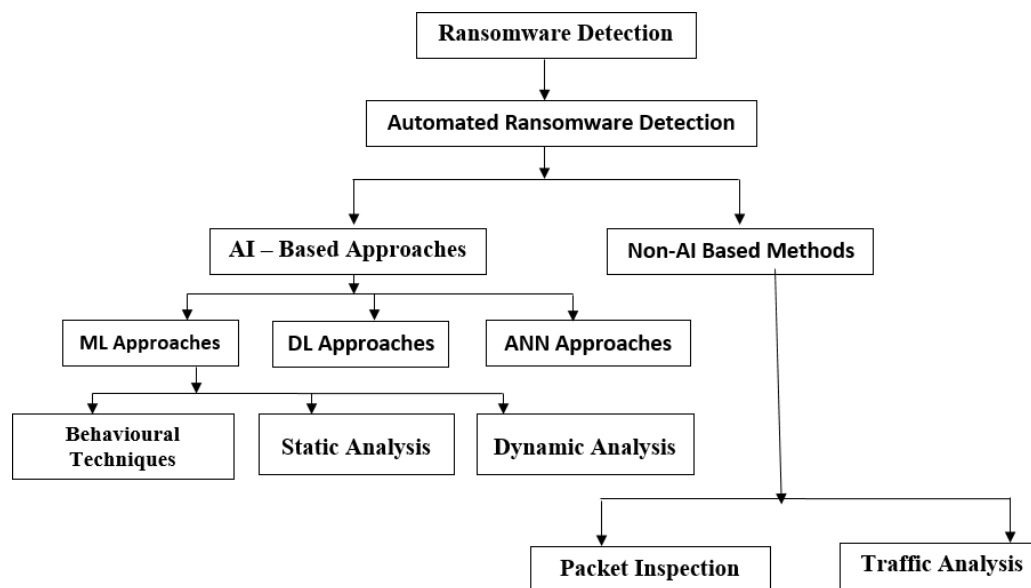 Ransomware Detection
Automated Ransomware Detection
AI – Based Approaches
Non-AI Based Methods
ML Approaches
DL Approaches
ANN Approaches
Behavioural
Techniques
Static Analysis
Dynamic Analysis
Packet Inspection
Traffic Analysis